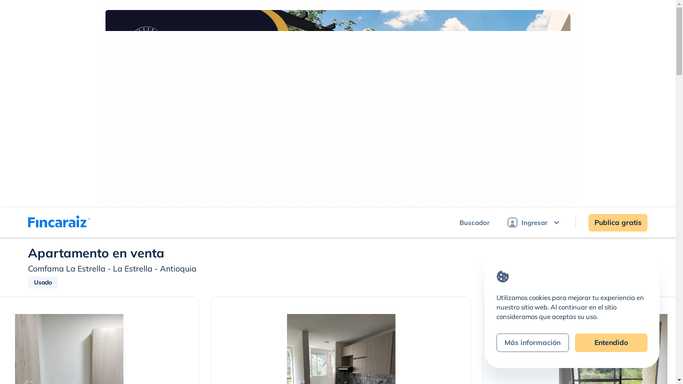 Fincaraiz
Buscador
Ingresar
Publica gratis
Apartamento en venta
Comfama La Estrella - La Estrella - Antioquia
Usado
Utilizamos cookies para mejorar tu experiencia en
nuestro sitio web. Al continuar en el sitio
consideramos que aceptas su uso.
Más información
Entendido